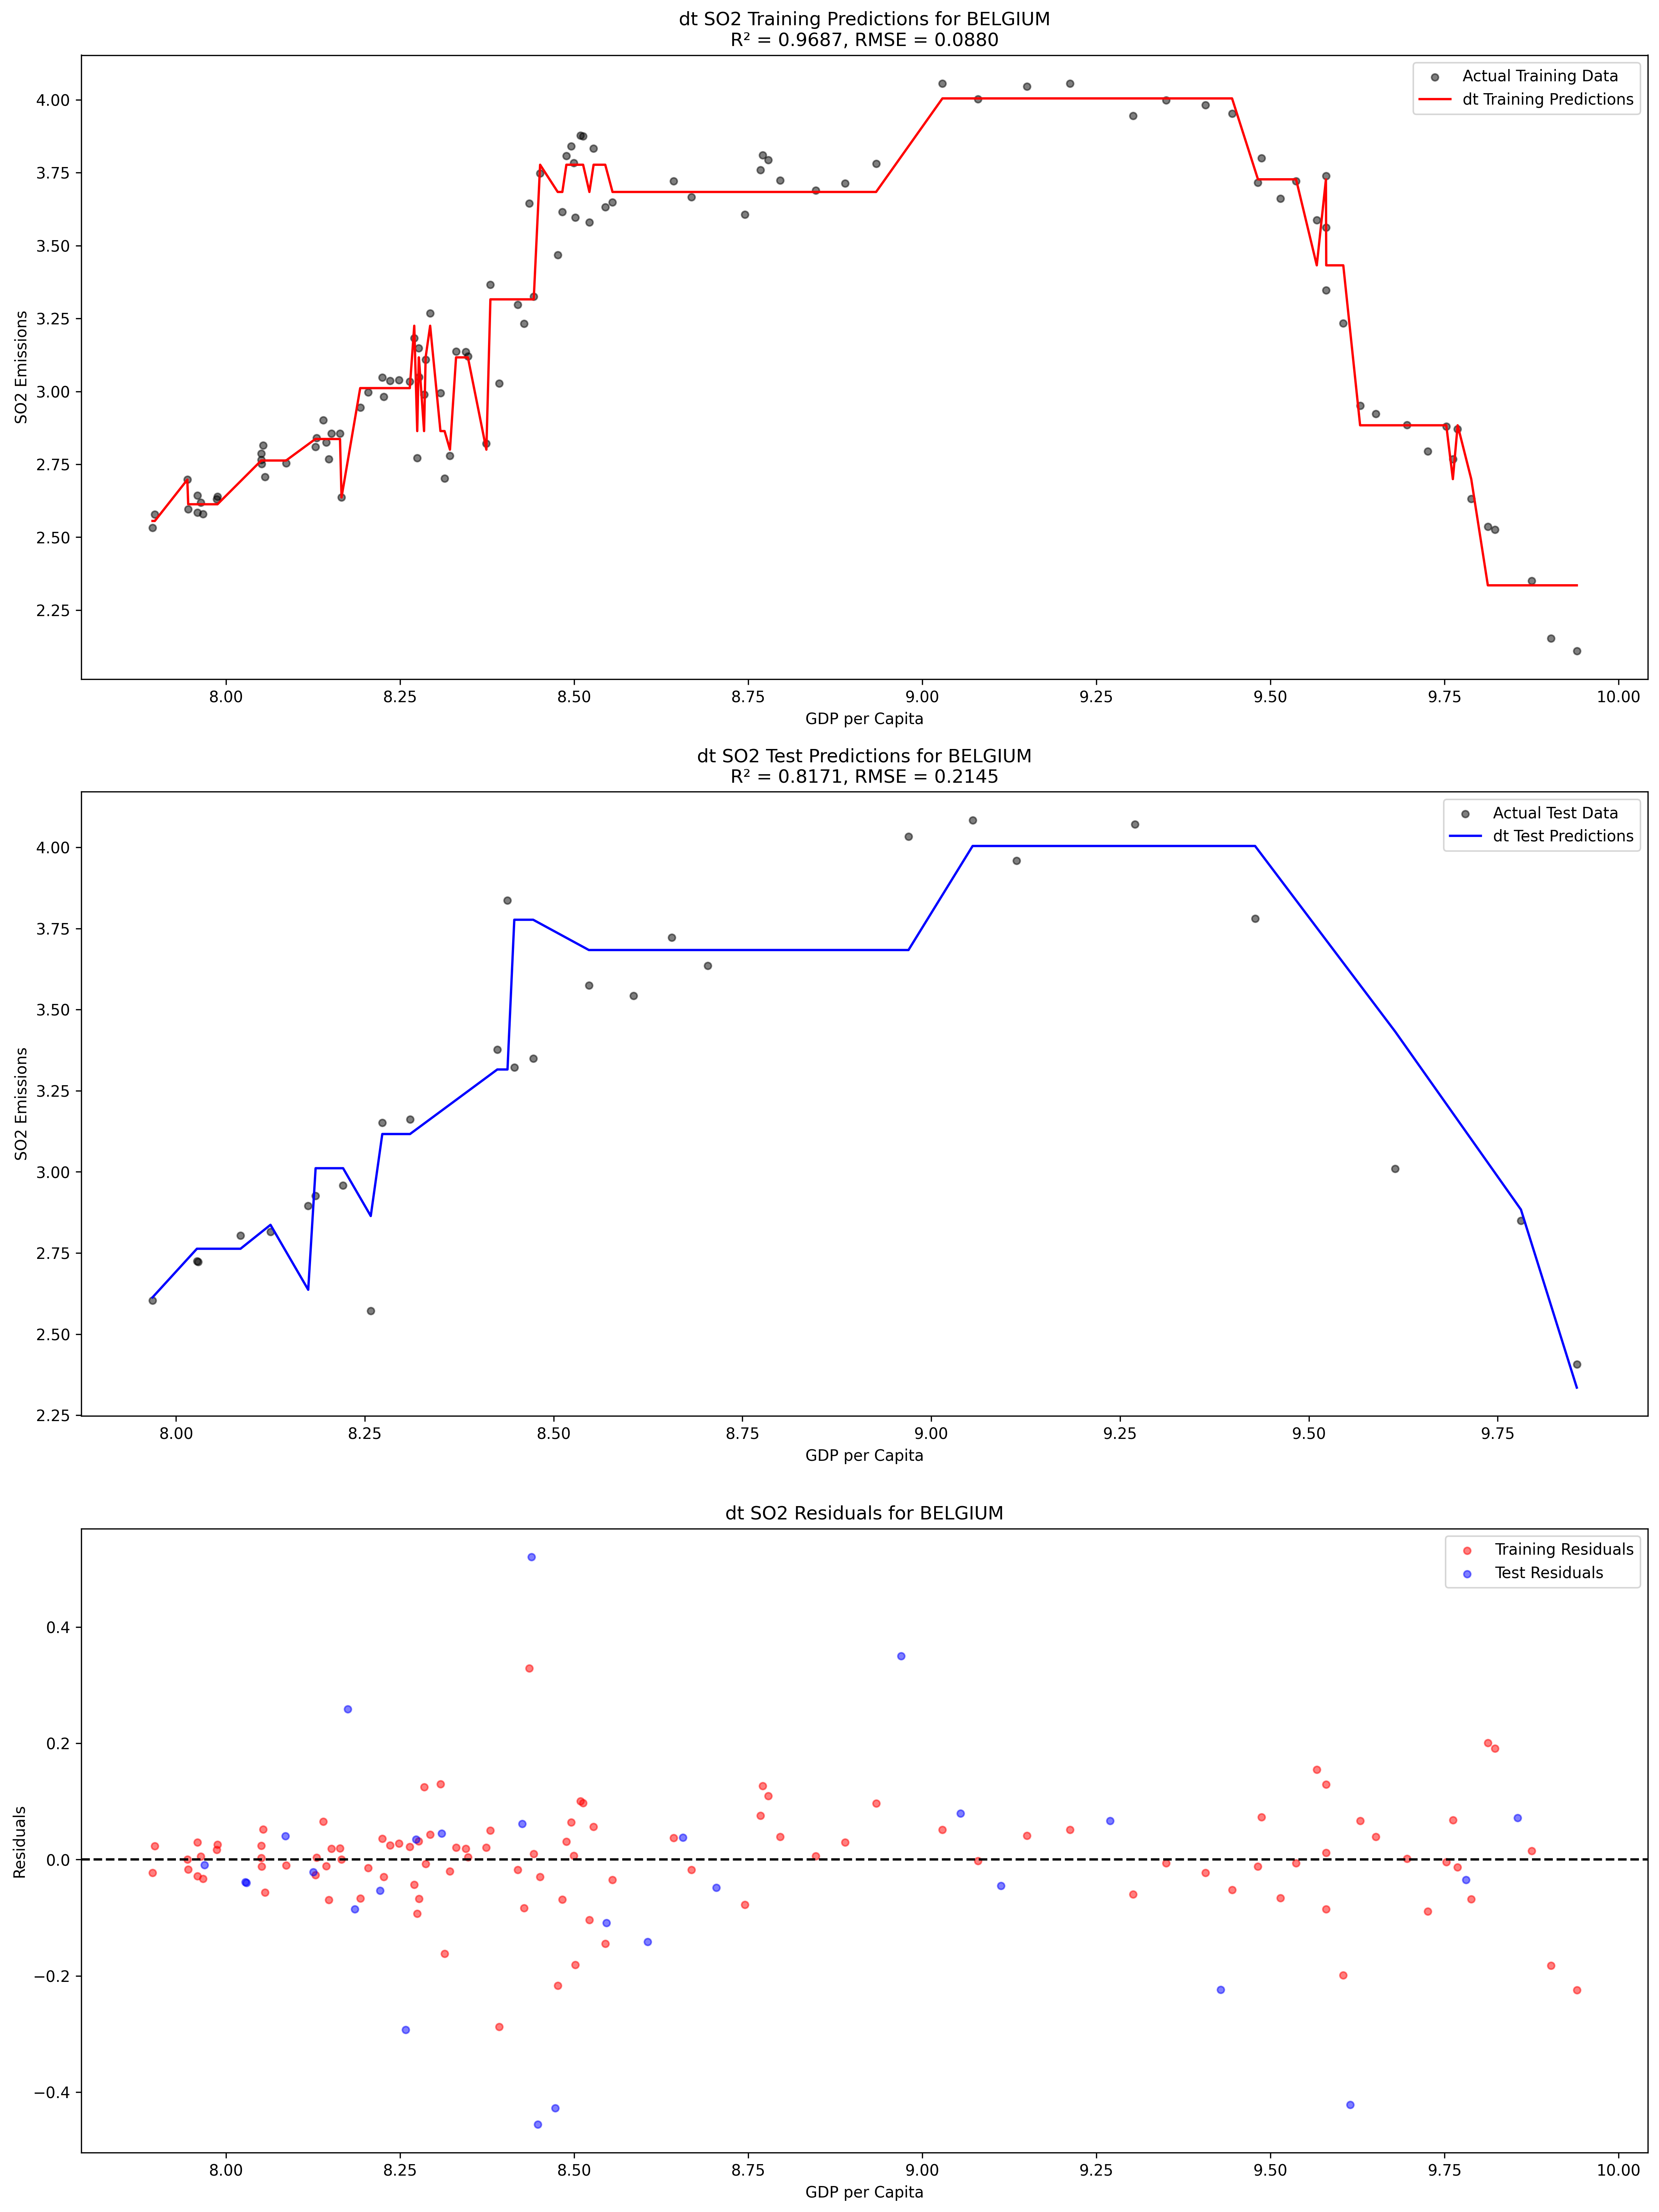 dt SO2 Training Predictions for BELGIUM
R² = 0.9687, RMSE = 0.0880
Actual Training Data
dt Training Predictions
SO2 Emissions
4.00
3.75
3.50
3.25
3.00
2.75
2.50
2.25
8.00 8.25 8.50 8.75 9.00 9.25 9.50 9.75 10.00
GDP per Capita
dt SO2 Test Predictions for BELGIUM
R² = 0.8171, RMSE = 0.2145
Actual Test Data
dt Test Predictions
SO2 Emissions
4.00
3.75
3.50
3.25
3.00
2.75
2.50
2.25
8.00 8.25 8.50 8.75 9.00 9.25 9.50 9.75
GDP per Capita
dt SO2 Residuals for BELGIUM
Training Residuals
Test Residuals
Residuals
0.4
0.2
0.0
−0.2
−0.4
8.00 8.25 8.50 8.75 9.00 9.25 9.50 9.75 10.00
GDP per Capita